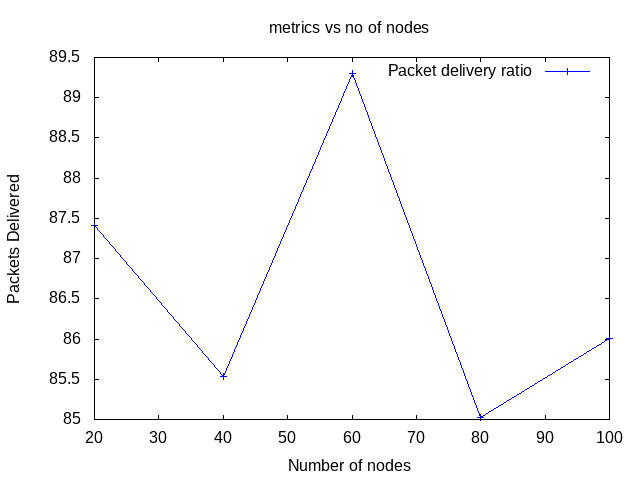 metrics vs no of nodes
Packet delivery ratio
Packets Delivered
89.5
89
88.5
88
87.5
87
86.5
86
85.5
85
20 30 40 50 60 70 80 90 100
Number of nodes